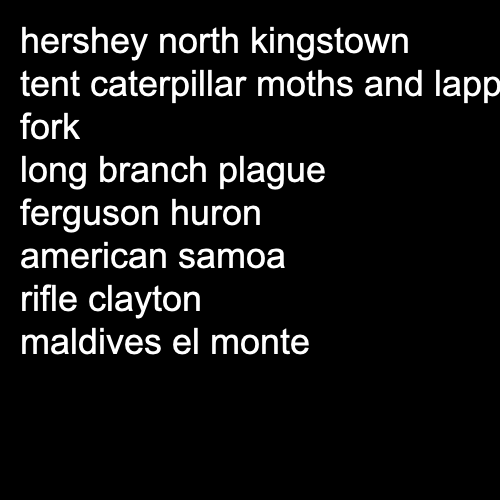 hershey north kingstown
tent caterpillar moths and lapp
fork
long branch plague
ferguson huron
american samoa
rifle clayton
maldives el monte